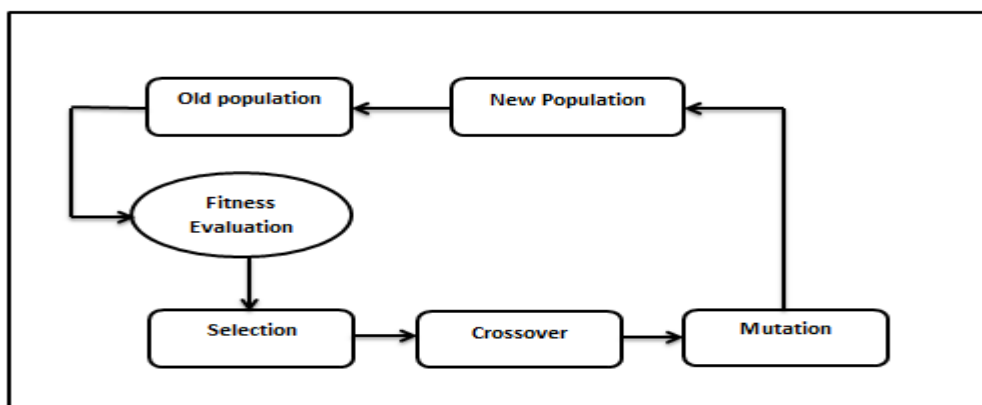 Old population
New Population
Fitness
Evaluation
Selection
Crossover
Mutation